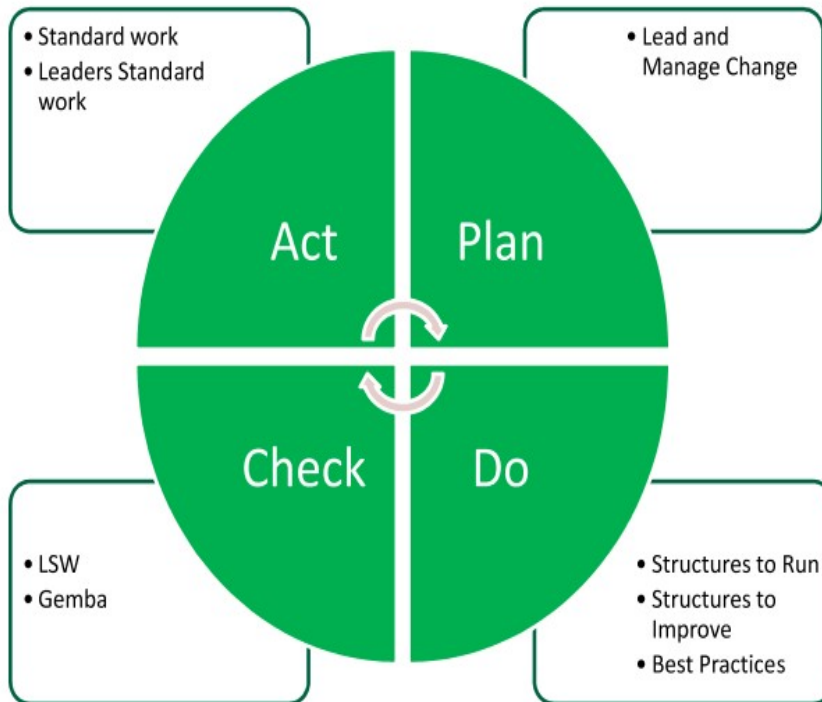 • Standard work
• Leaders Standard
work
• Lead and
Manage Change
Act
Plan
Check
Do
• LSW
• Gemba
• Structures to Run
• Structures to
Improve
• Best Practices